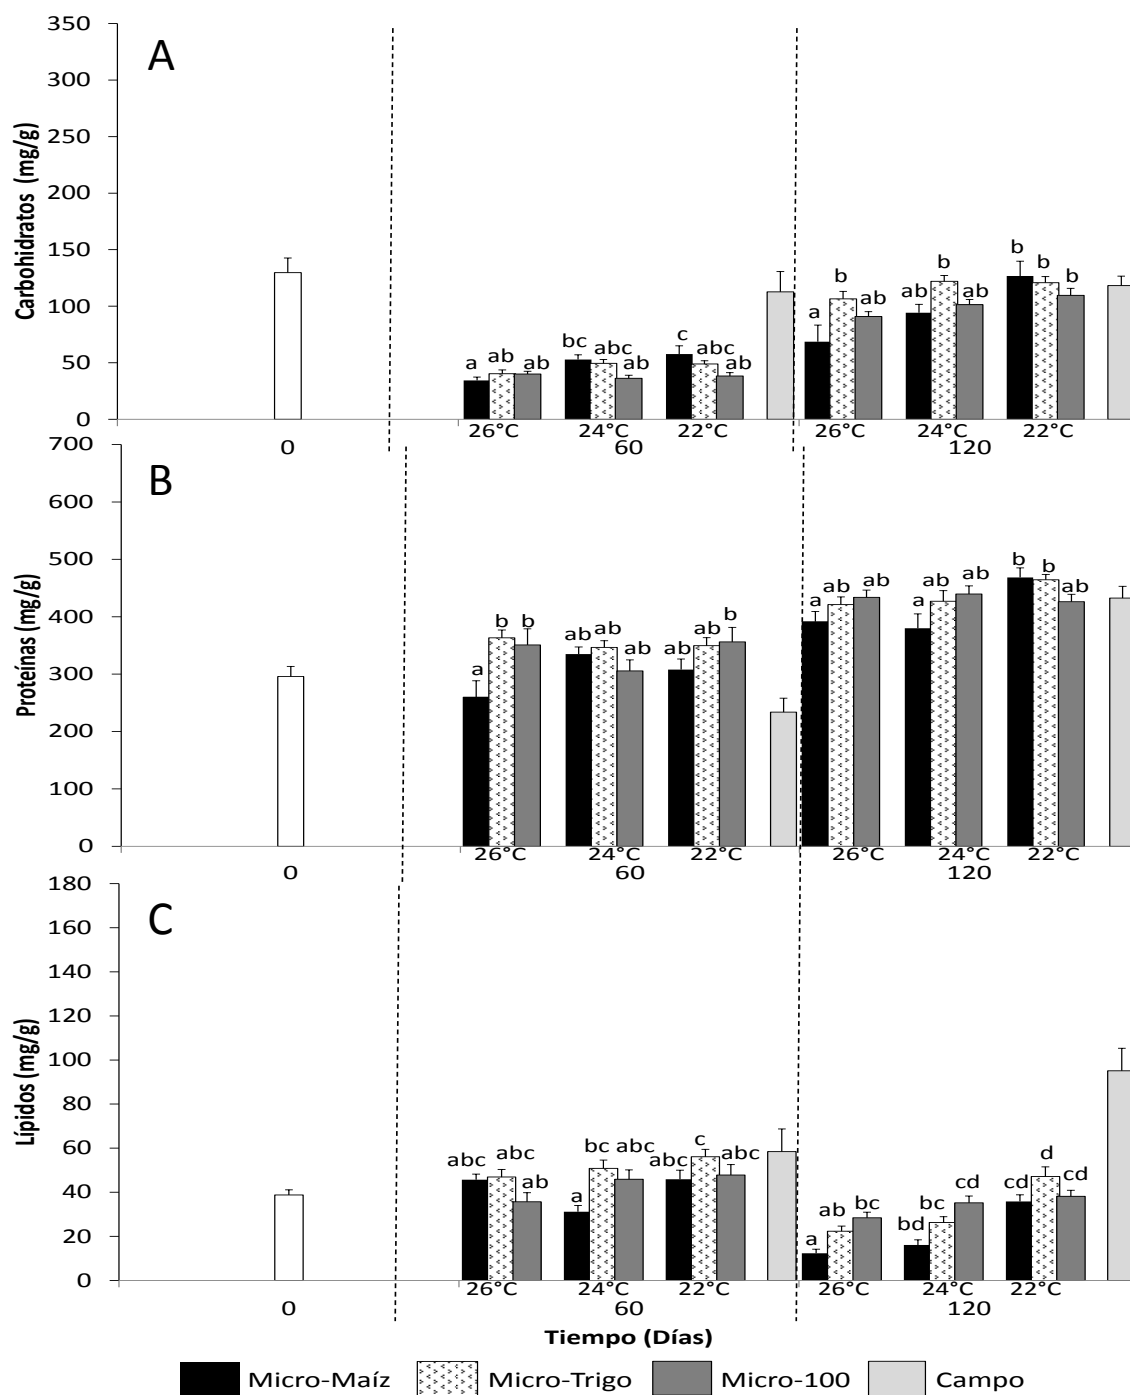 A
Carbohidratos (mg/g)
350
300
250
200
150
100
50
0
a ab ab bc abc ab c abc ab a b ab ab b ab b b b
26°C 24°C 22°C 26°C 24°C 22°C
0 60 120
B
Proteínas (mg/g)
700
600
500
400
300
200
100
0
a b b ab ab ab ab ab b a ab ab a ab ab b b ab
26°C 24°C 22°C 26°C 24°C 22°C
0 60 120
C
Lípidos (mg/g)
180
160
140
120
100
80
60
40
20
0
abc abc ab a bc abc abc c abc a ab bc bd bc cd cd d cd
26°C 24°C 22°C 26°C 24°C 22°C
0 60 120
Tiempo (Días)
Micro-Maíz Micro-Trigo Micro-100 Campo